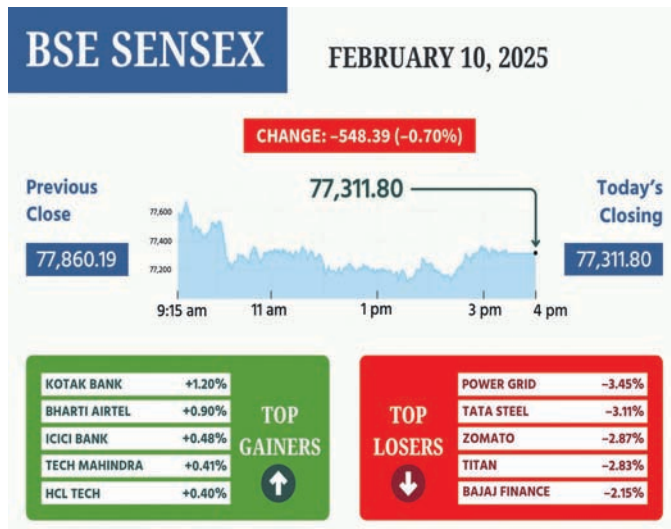 BSE SENSEX
FEBRUARY 10, 2025
CHANGE: –548.39 (–0.70%)
Previous
Close
77,860.19
77,311.80
Today's
Closing
77,311.80
77,600
77,400
77,200
9:15 am 11 am 1 pm 3 pm 4 pm
KOTAK BANK +1.20%
BHARTI AIRTEL +0.90%
ICICI BANK +0.48%
TECH MAHINDRA +0.41%
HCL TECH +0.40%
TOP
GAINERS
TOP
LOSERS
POWER GRID –3.45%
TATA STEEL –3.11%
ZOMATO –2.87%
TITAN –2.83%
BAJAJ FINANCE –2.15%